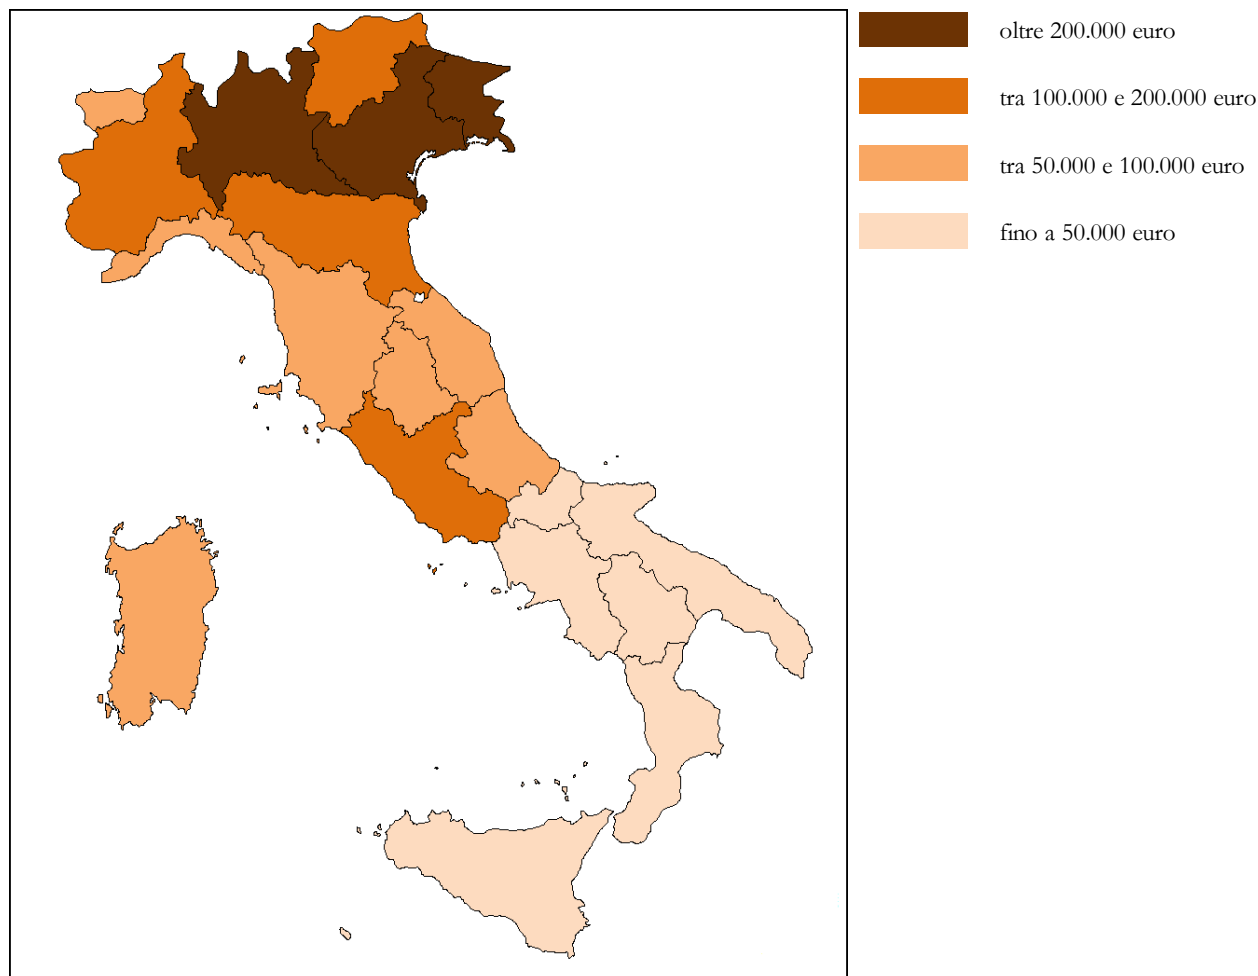 oltre 200.000 euro
tra 100.000 e 200.000 euro
tra 50.000 e 100.000 euro
fino a 50.000 euro